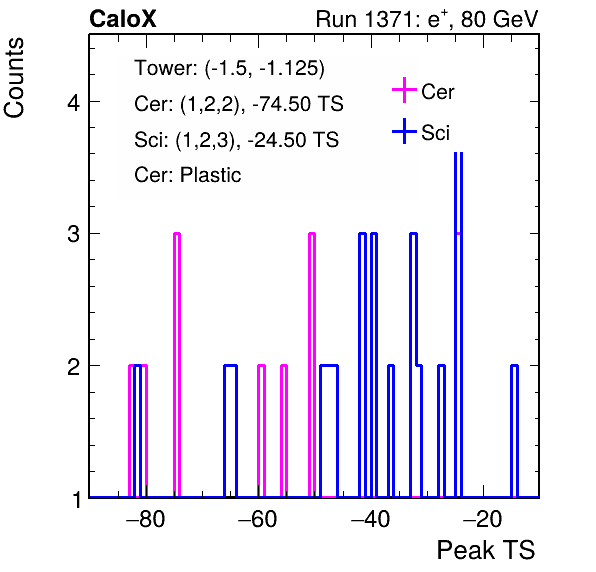 CaloX Run 1371: e⁺, 80 GeV
Counts
Tower: (-1.5, -1.125)
Cer: (1,2,2), -74.50 TS
Sci: (1,2,3), -24.50 TS
Cer: Plastic
Cer
Sci
4
3
2
1
−80 −60 −40 −20
Peak TS